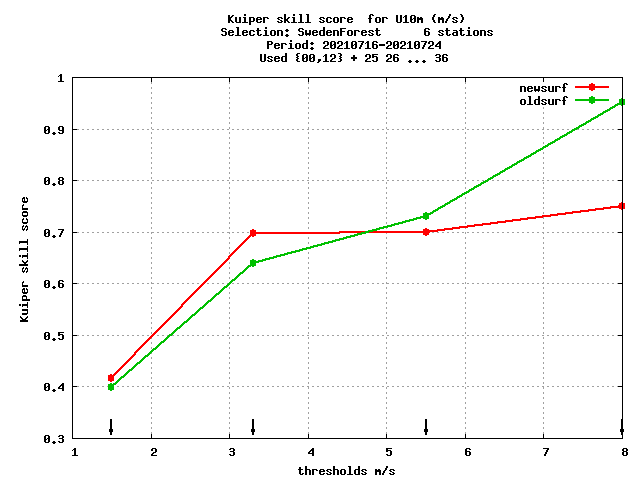 Kuiper skill score  for U10m (m/s)
Selection: SwedenForest      6 stations
Period: 20210716-20210724
Used {00,12} + 25 26 ... 36
newsurf
oldsurf
Kuiper skill score
1
0.9
0.8
0.7
0.6
0.5
0.4
0.3
1 2 3 4 5 6 7 8
thresholds m/s